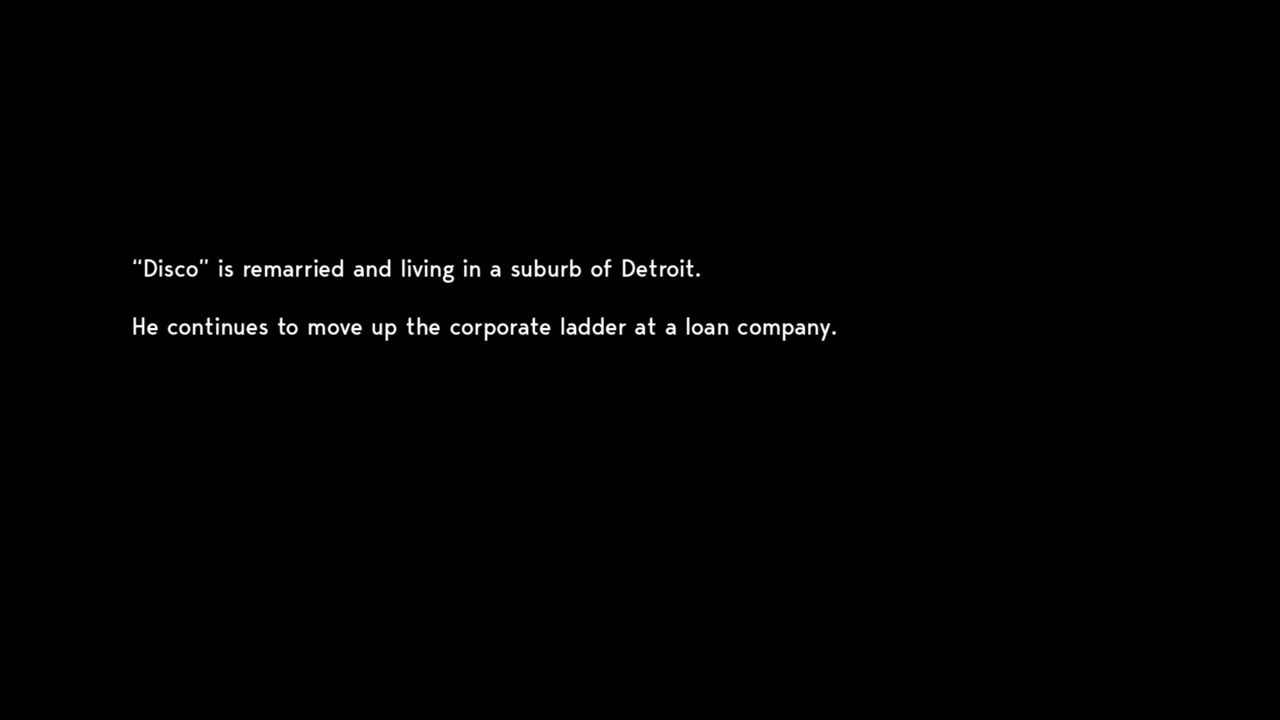 “Disco” is remarried and living in a suburb of Detroit.
He continues to move up the corporate ladder at a loan company.